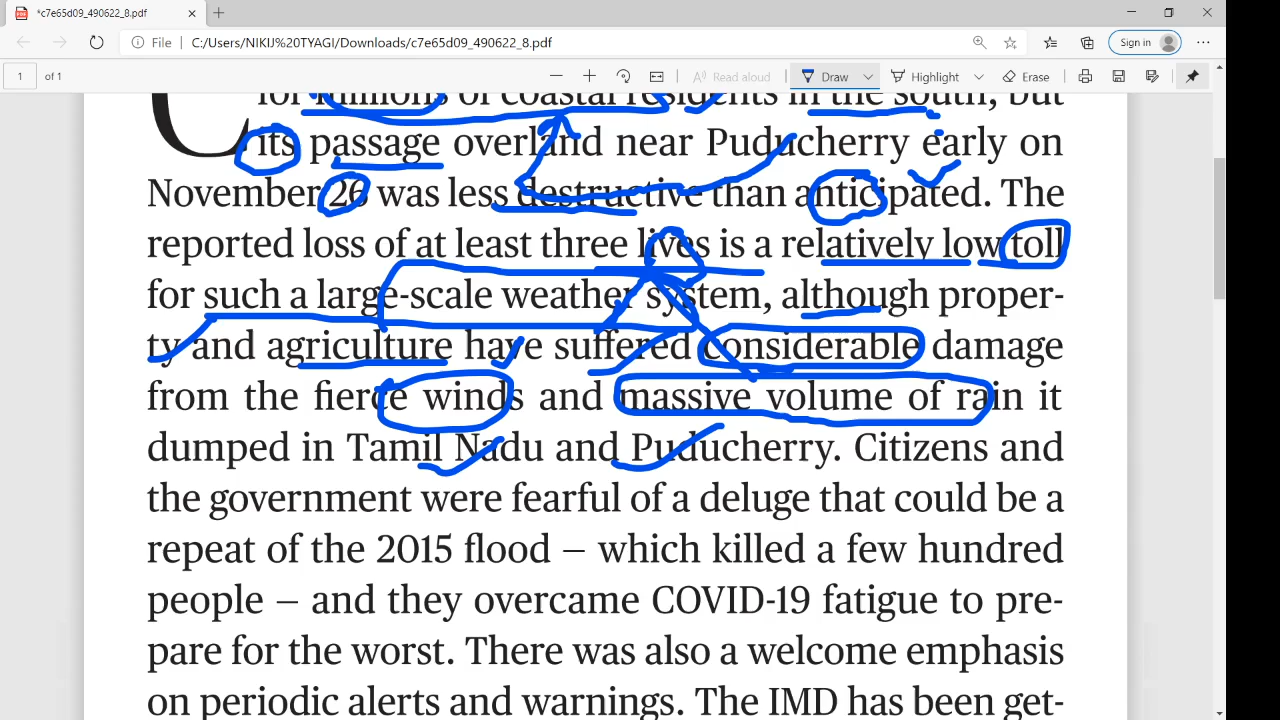 *c7e65d09_490622_8.pdf
File | C:/Users/NIKIJ%20TYAGI/Downloads/c7e65d09_490622_8.pdf
Sign in
1 of 1
Read aloud
Draw
Highlight
Erase
for millions of coastal residents in the south, but
C its passage overland near Puducherry early on
November 26 was less destructive than anticipated. The
reported loss of at least three lives is a relatively low toll
for such a large-scale weather system, although proper-
ty and agriculture have suffered considerable damage
from the fierce winds and massive volume of rain it
dumped in Tamil Nadu and Puducherry. Citizens and
the government were fearful of a deluge that could be a
repeat of the 2015 flood – which killed a few hundred
people – and they overcame COVID-19 fatigue to pre-
pare for the worst. There was also a welcome emphasis
on periodic alerts and warnings. The IMD has been get-